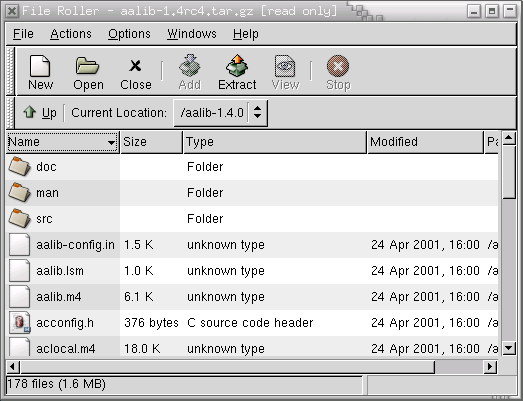 File Roller - aalib-1.4rc4.tar.gz [read only]
File Actions Options Windows Help
New Open Close Add Extract View Stop
Up Current Location: /aalib-1.4.0
Name Size Type Modified Pa
doc Folder
man Folder
src Folder
aalib-config.in 1.5 K unknown type 24 Apr 2001, 16:00 /a
aalib.lsm 1.0 K unknown type 24 Apr 2001, 16:00 /a
aalib.m4 6.1 K unknown type 24 Apr 2001, 16:00 /a
acconfig.h 376 bytes C source code header 24 Apr 2001, 16:00 /a
aclocal.m4 18.0 K unknown type 24 Apr 2001, 16:00 /a
178 files (1.6 MB)